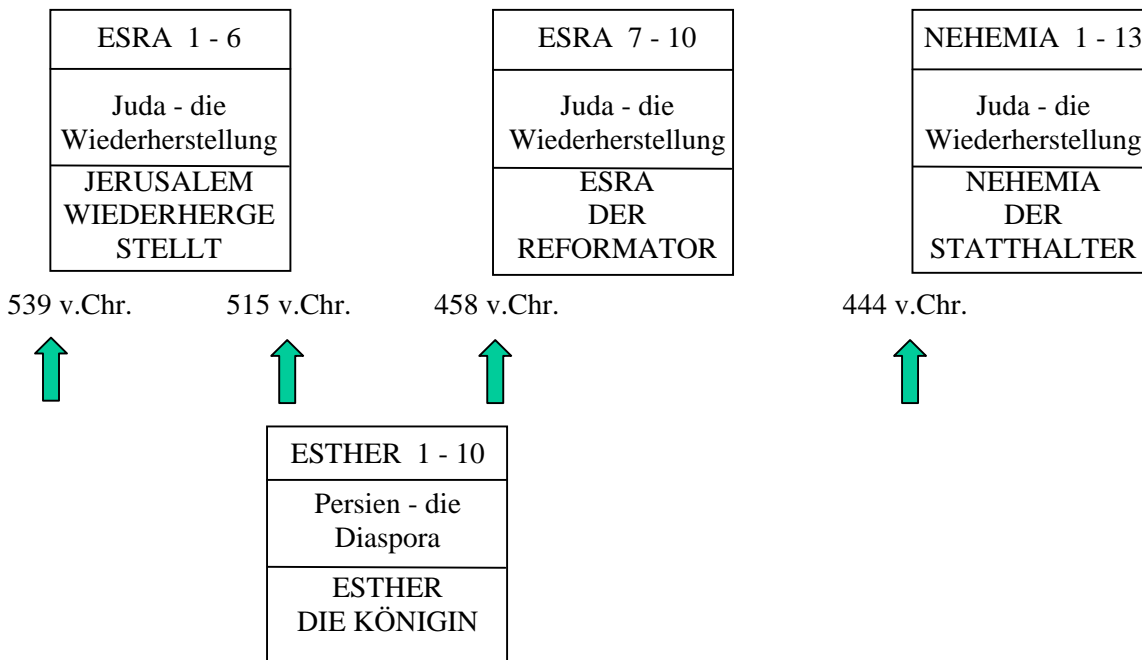 ESRA 1 - 6
Juda - die
Wiederherstellung
JERUSALEM
WIEDERHERGE
STELLT
ESRA 7 - 10
Juda - die
Wiederherstellung
ESRA
DER
REFORMATOR
NEHEMIA 1 - 13
Juda - die
Wiederherstellung
NEHEMIA
DER
STATTHALTER
539 v.Chr.
515 v.Chr.
458 v.Chr.
444 v.Chr.
ESTHER 1 - 10
Persien - die
Diaspora
ESTHER
DIE KÖNIGIN